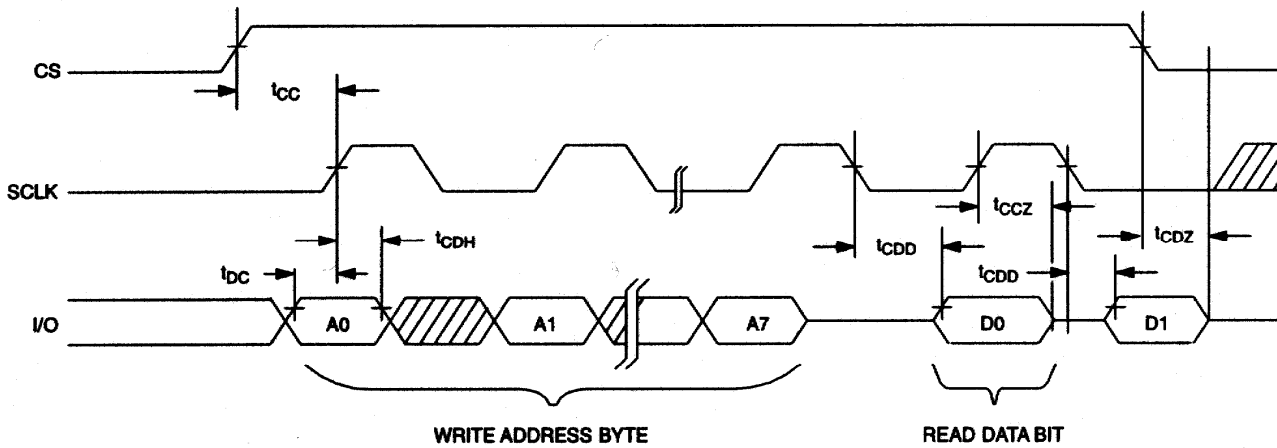 CS
tCC
SCLK
tCCZ
tCDH
tCDD
tCDZ
tDC
tCDD
I/O
A0
A1
A7
D0
D1
WRITE ADDRESS BYTE
READ DATA BIT